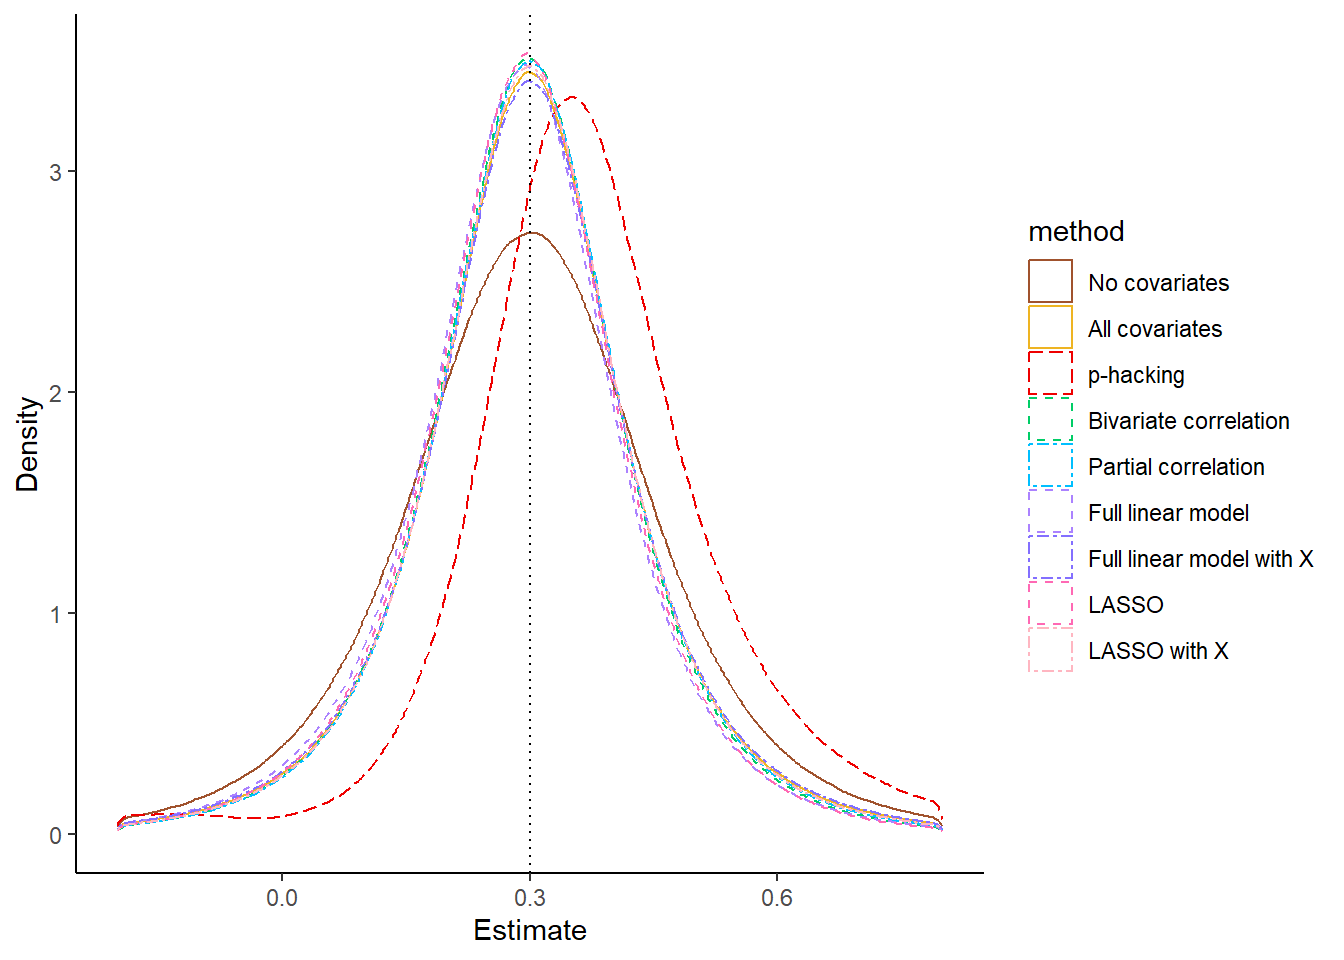 Density
3
2
1
0
0.0
0.3
0.6
Estimate
method
No covariates
All covariates
p-hacking
Bivariate correlation
Partial correlation
Full linear model
Full linear model with X
LASSO
LASSO with X